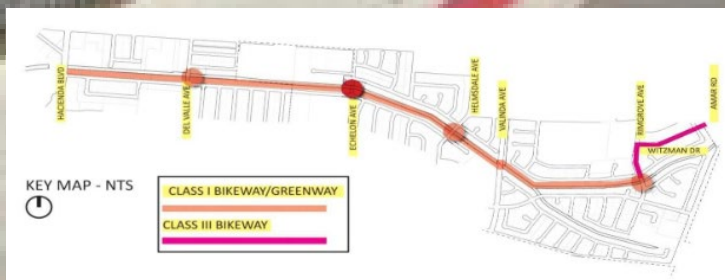 HACIENDA BLVD
DEL VALLE AVE
ECHELON AVE
HELMSDALE AVE
VALINDA AVE
RIMGROVE AVE
AMAR RD
WITZMAN DR
KEY MAP - NTS
CLASS I BIKEWAY/GREENWAY
CLASS III BIKEWAY